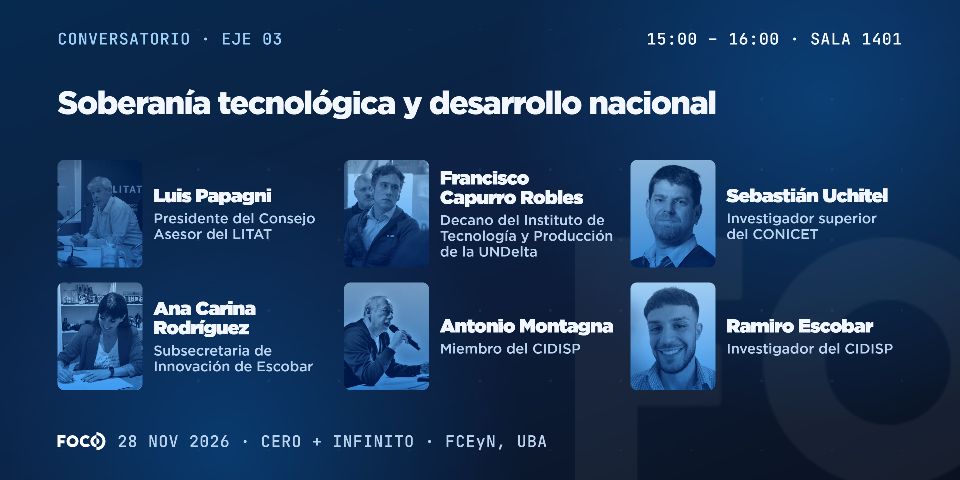 CONVERSATORIO · EJE 03
15:00 – 16:00 · SALA 1401
Soberanía tecnológica y desarrollo nacional
LITAT
Luis Papagni
Presidente del Consejo
Asesor del LITAT
Francisco
Capurro Robles
Decano del Instituto de
Tecnología y Producción
de la UNDelta
Sebastián Uchitel
Investigador superior
del CONICET
Ana Carina
Rodríguez
Subsecretaria de
Innovación de Escobar
Antonio Montagna
Miembro del CIDISP
Ramiro Escobar
Investigador del CIDISP
FOCO 28 NOV 2026 · CERO + INFINITO · FCEyN, UBA